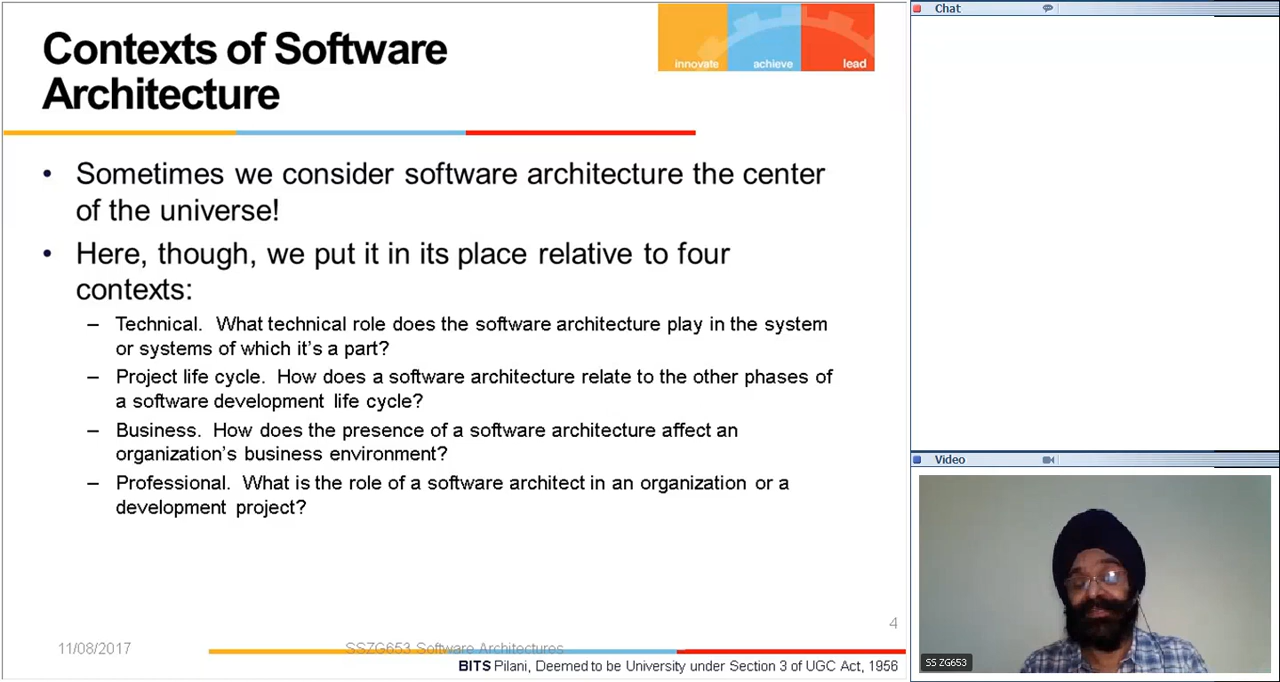 Contexts of Software
Architecture
innovate achieve lead
• Sometimes we consider software architecture the center
of the universe!
• Here, though, we put it in its place relative to four
contexts:
– Technical. What technical role does the software architecture play in the system
or systems of which it's a part?
– Project life cycle. How does a software architecture relate to the other phases of
a software development life cycle?
– Business. How does the presence of a software architecture affect an
organization's business environment?
– Professional. What is the role of a software architect in an organization or a
development project?
4
11/08/2017 SSZG653 Software Architectures
BITS Pilani, Deemed to be University under Section 3 of UGC Act, 1956
Chat
Video
SS ZG653